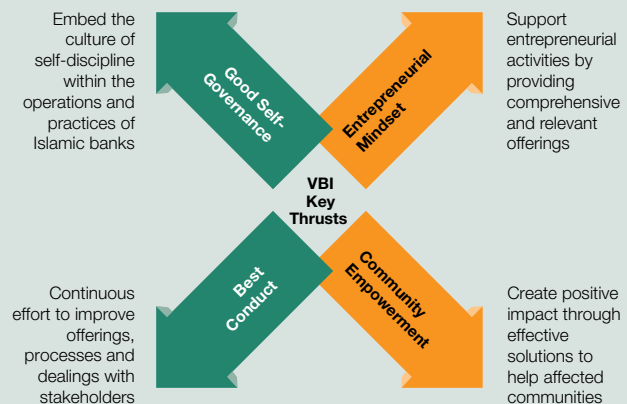 Embed the
culture of
self-discipline
within the
operations and
practices of
Islamic banks
Good Self-
Governance
Entrepreneurial
Mindset
Support
entrepreneurial
activities by
providing
comprehensive
and relevant
offerings
VBI
Key
Thrusts
Continuous
effort to improve
offerings,
processes and
dealings with
stakeholders
Best
Conduct
Community
Empowerment
Create positive
impact through
effective
solutions to
help affected
communities